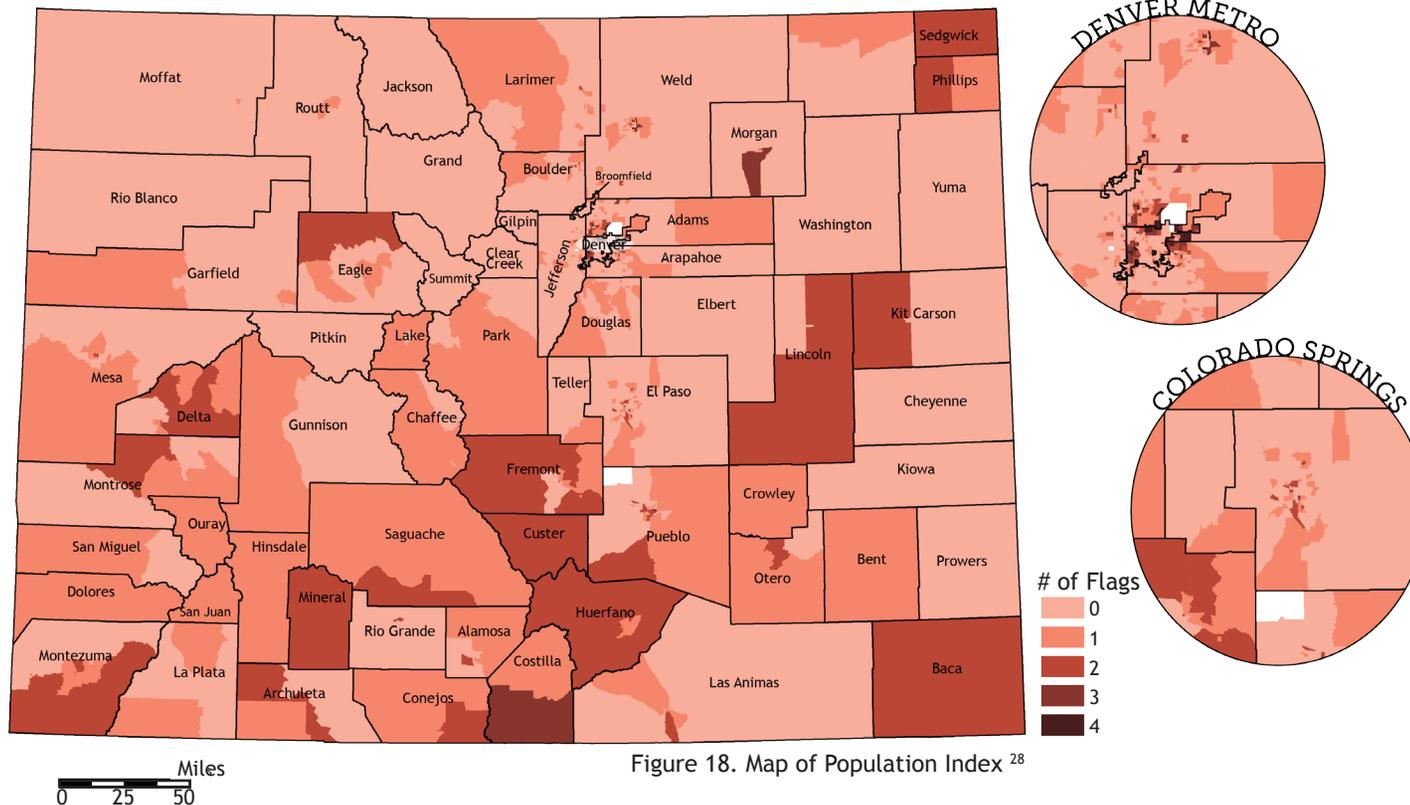 DENVER METRO
Sedgwick
Moffat
Jackson
Larimer
Weld
Phillips
Routt
Morgan
Grand
Boulder
Broomfield
Rio Blanco
Yuma
Gilpin
Adams
Washington
Denver
Clear
Creek
Jefferson
Arapahoe
Garfield
Eagle
Summit
Elbert
Kit Carson
Pitkin
Lake
Park
Douglas
Lincoln
COLORADO SPRINGS
Mesa
Teller
El Paso
Cheyenne
Delta
Gunnison
Chaffee
Fremont
Kiowa
Montrose
Crowley
Ouray
Saguache
Custer
Pueblo
San Miguel
Hinsdale
Bent
Prowers
Otero
# of Flags
Dolores
Mineral
San Juan
Huerfano
0
Rio Grande
Alamosa
1
Montezuma
La Plata
Costilla
Baca
2
Archuleta
Conejos
Las Animas
3
4
Figure 18. Map of Population Index 28
Miles
0 25 50